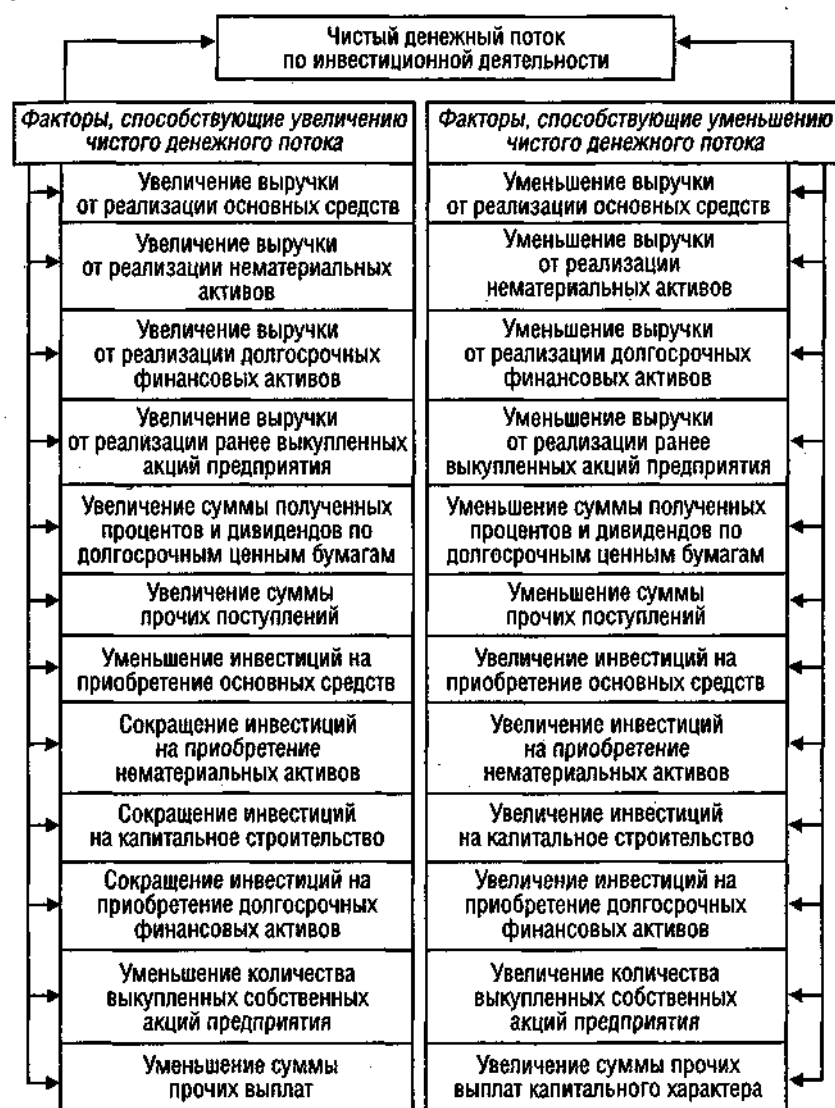 Чистый денежный поток
по инвестиционной деятельности
Факторы, способствующие увеличению
чистого денежного потока
Увеличение выручки
от реализации основных средств
Увеличение выручки
от реализации нематериальных
активов
Увеличение выручки
от реализации долгосрочных
финансовых активов
Увеличение выручки
от реализации ранее выкупленных
акций предприятия
Увеличение суммы полученных
процентов и дивидендов по
долгосрочным ценным бумагам
Увеличение суммы
прочих поступлений
Уменьшение инвестиций на
приобретение основных средств
Сокращение инвестиций
на приобретение
нематериальных активов
Сокращение инвестиций
на капитальное строительство
Сокращение инвестиций на
приобретение долгосрочных
финансовых активов
Уменьшение количества
выкупленных собственных
акций предприятия
Уменьшение суммы
прочих выплат
Факторы, способствующие уменьшению
чистого денежного потока
Уменьшение выручки
от реализации основных средств
Уменьшение выручки
от реализации
нематериальных активов
Уменьшение выручки
от реализации долгосрочных
финансовых активов
Уменьшение выручки
от реализации ранее
выкупленных акций предприятия
Уменьшение суммы полученных
процентов и дивидендов по
долгосрочным ценным бумагам
Уменьшение суммы
прочих поступлений
Увеличение инвестиций на
приобретение основных средств
Увеличение инвестиций
на приобретение
нематериальных активов
Увеличение инвестиций
на капитальное строительство
Увеличение инвестиций на
приобретение долгосрочных
финансовых активов
Увеличение количества
выкупленных собственных
акций предприятия
Увеличение суммы прочих
выплат капитального характера